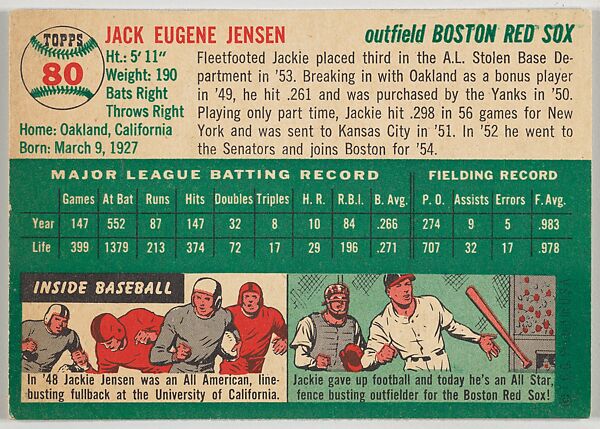 TOPPS
80
JACK EUGENE JENSEN
outfield BOSTON RED SOX
Ht.: 5' 11"
Weight: 190
Bats Right
Throws Right
Home: Oakland, California
Born: March 9, 1927
Fleetfooted Jackie placed third in the A.L. Stolen Base De-
partment in '53. Breaking in with Oakland as a bonus player
in '49, he hit .261 and was purchased by the Yanks in '50.
Playing only part time, Jackie hit .298 in 56 games for New
York and was sent to Kansas City in '51. In '52 he went to
the Senators and joins Boston for '54.
MAJOR LEAGUE BATTING RECORD FIELDING RECORD
Games At Bat Runs Hits Doubles Triples H. R. R.B.I. B. Avg. P. O. Assists Errors F. Avg.
Year 147 552 87 147 32 8 10 84 .266 274 9 5 .983
Life 399 1379 213 374 72 17 29 196 .271 707 32 17 .978
INSIDE BASEBALL
In '48 Jackie Jensen was an All American, line-
busting fullback at the University of California.
Jackie gave up football and today he's an All Star,
fence busting outfielder for the Boston Red Sox!